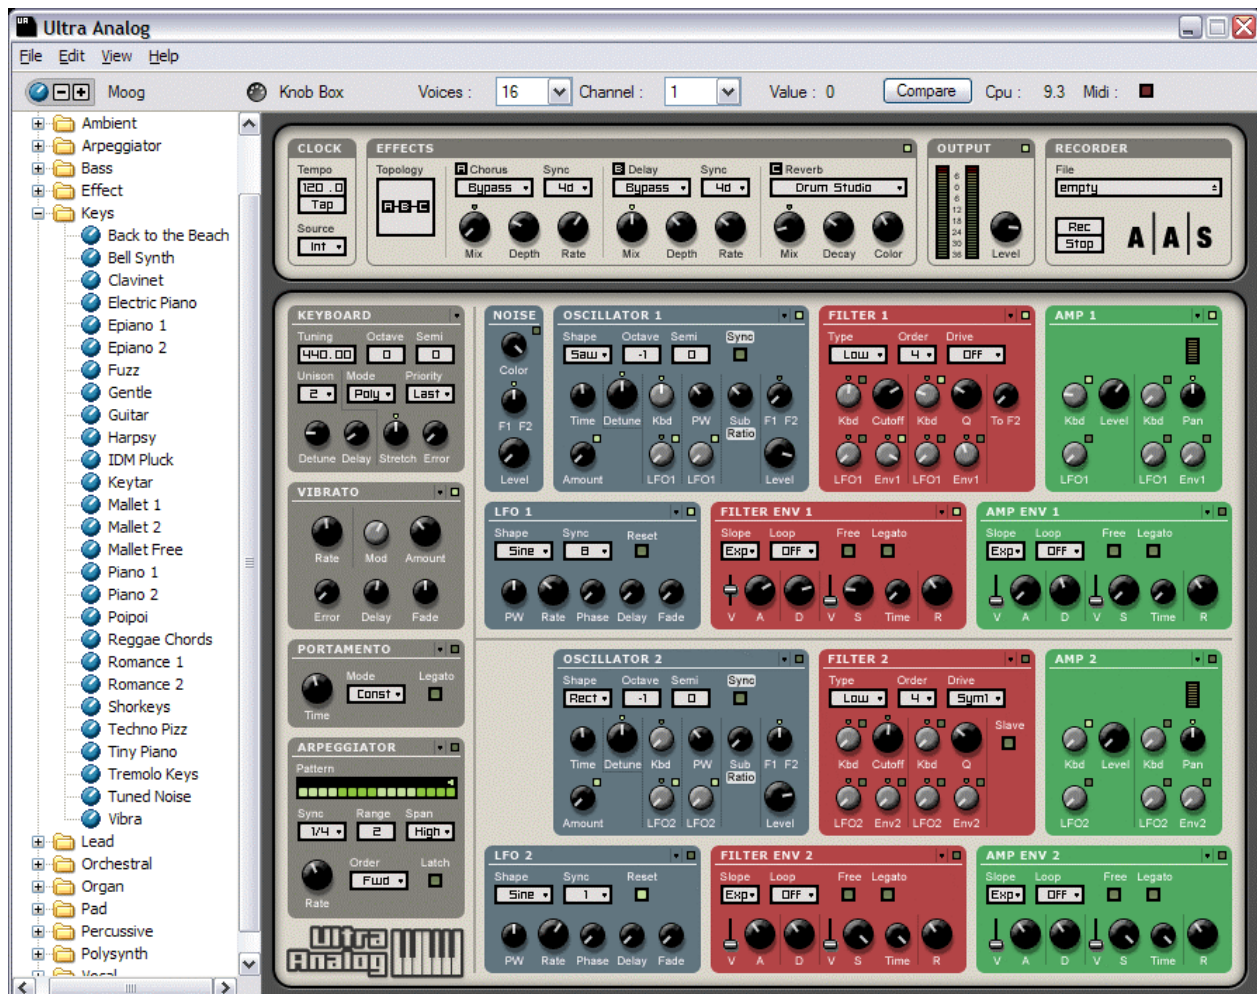 UA Ultra Analog
File Edit View Help
Moog Knob Box Voices : 16 Channel : 1 Value : 0 Compare Cpu : 9.3 Midi :
Ambient
Arpeggiator
Bass
Effect
Keys
Back to the Beach
Bell Synth
Clavinet
Electric Piano
Epiano 1
Epiano 2
Fuzz
Gentle
Guitar
Harpsy
IDM Pluck
Keytar
Mallet 1
Mallet 2
Mallet Free
Piano 1
Piano 2
Poipoi
Reggae Chords
Romance 1
Romance 2
Shorkeys
Techno Pizz
Tiny Piano
Tremolo Keys
Tuned Noise
Vibra
Lead
Orchestral
Organ
Pad
Percussive
Polysynth
Vocal
CLOCK
Tempo
120.0
Tap
Source
Int
EFFECTS
Topology
A-B-C
A Chorus Sync
Bypass 4d
Mix Depth Rate
B Delay Sync
Bypass 4d
Mix Depth Rate
C Reverb
Drum Studio
Mix Decay Color
OUTPUT
6
0
6
12
18
24
30
36
Level
RECORDER
File
empty
Rec
Stop
A|A|S
KEYBOARD
Tuning Octave Semi
440.00 0 0
Unison Mode Priority
2 Poly Last
Detune Delay Stretch Error
VIBRATO
Rate Mod Amount
Error Delay Fade
PORTAMENTO
Mode Legato
Const
Time
ARPEGGIATOR
Pattern
Sync Range Span
1/4 2 High
Order Latch
Fwd
Rate
Ultra
Analog
NOISE
Color
F1 F2
Level
OSCILLATOR 1
Shape Octave Semi Sync
Saw -1 0
Time Detune Kbd PW Sub F1 F2
Ratio
Amount LFO1 LFO1 Level
FILTER 1
Type Order Drive
Low 4 Off
Kbd Cutoff Kbd Q To F2
LFO1 Env1 LFO1 Env1
AMP 1
Kbd Level Kbd Pan
LFO1 LFO1 Env1
LFO 1
Shape Sync Reset
Sine 8
PW Rate Phase Delay Fade
FILTER ENV 1
Slope Loop Free Legato
Exp Off
V A D V S Time R
AMP ENV 1
Slope Loop Free Legato
Exp Off
V A D V S Time R
OSCILLATOR 2
Shape Octave Semi Sync
Rect -1 0
Time Detune Kbd PW Sub F1 F2
Ratio
Amount LFO2 LFO2 Level
FILTER 2
Type Order Drive
Low 4 Sym1
Slave
Kbd Cutoff Kbd Q
LFO2 Env2 LFO2 Env2
AMP 2
Kbd Level Kbd Pan
LFO2 LFO2 Env2
LFO 2
Shape Sync Reset
Sine 1
PW Rate Phase Delay Fade
FILTER ENV 2
Slope Loop Free Legato
Exp Off
V A D V S Time R
AMP ENV 2
Slope Loop Free Legato
Exp Off
V A D V S Time R